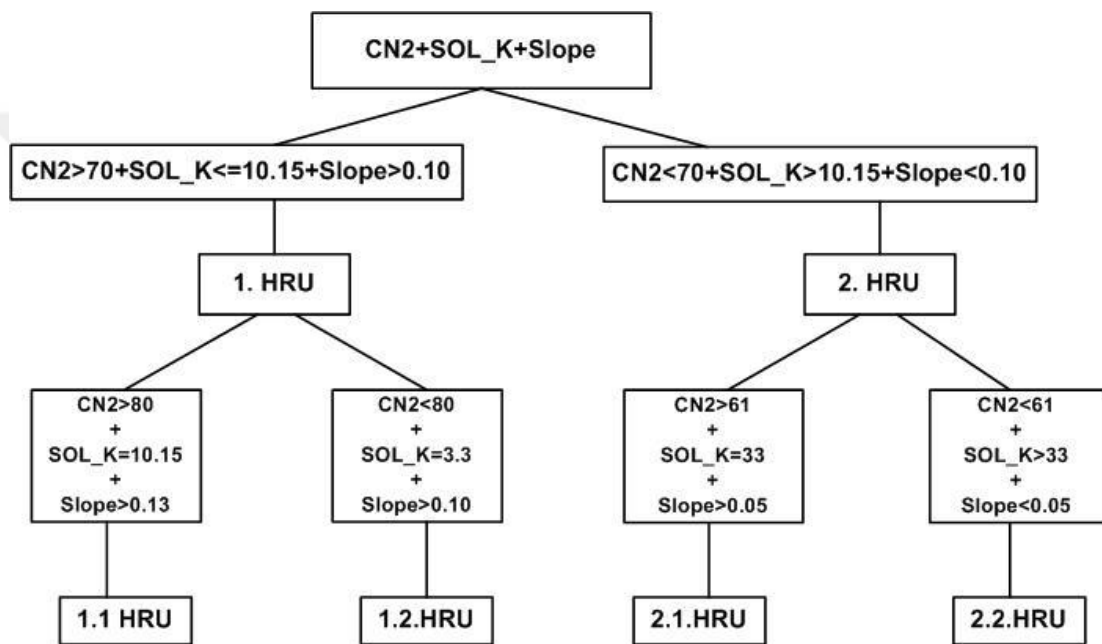 CN2+SOL_K+Slope
CN2>70+SOL_K<=10.15+Slope>0.10
CN2<70+SOL_K>10.15+Slope<0.10
1. HRU
2. HRU
CN2>80
+
SOL_K=10.15
+
Slope>0.13
CN2<80
+
SOL_K=3.3
+
Slope>0.10
CN2>61
+
SOL_K=33
+
Slope>0.05
CN2<61
+
SOL_K>33
+
Slope<0.05
1.1 HRU
1.2.HRU
2.1.HRU
2.2.HRU